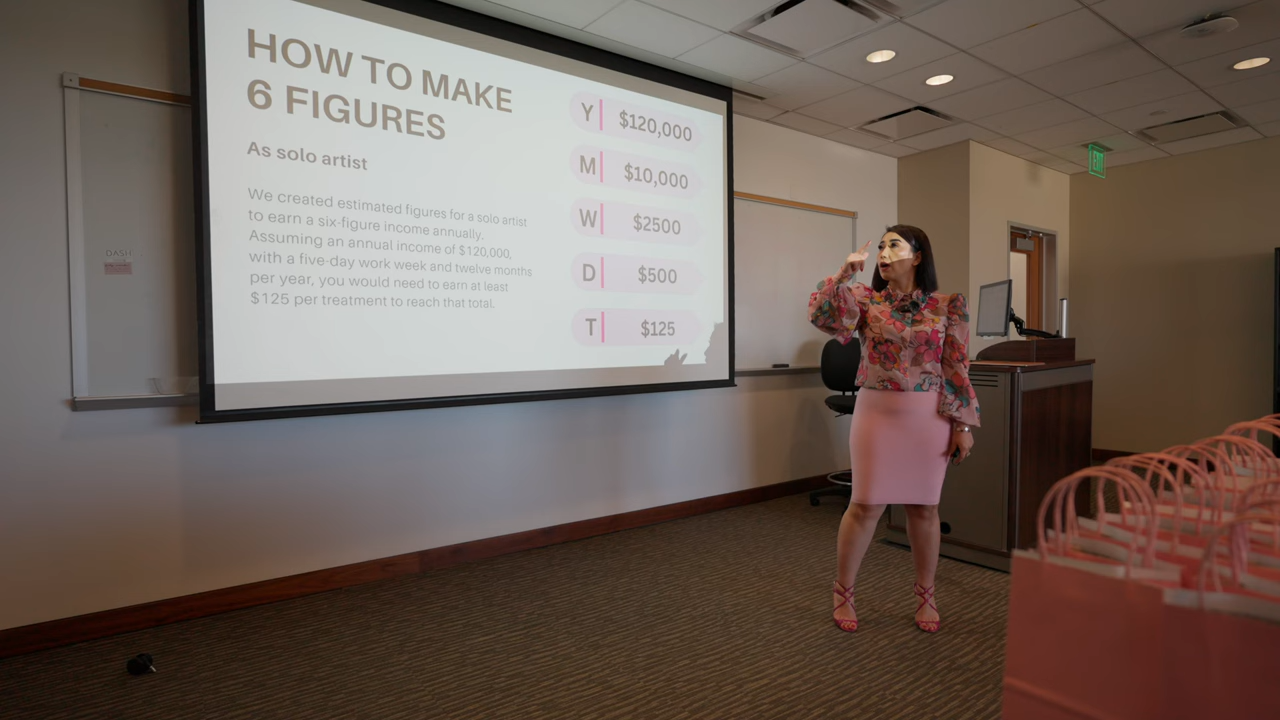 HOW TO MAKE
6 FIGURES
As solo artist
We created estimated figures for a solo artist
to earn a six-figure income annually.
Assuming an annual income of $120,000,
with a five-day work week and twelve months
per year, you would need to earn at least
$125 per treatment to reach that total.
Y $120,000
M $10,000
W $2500
D $500
T $125
DASH
EXIT